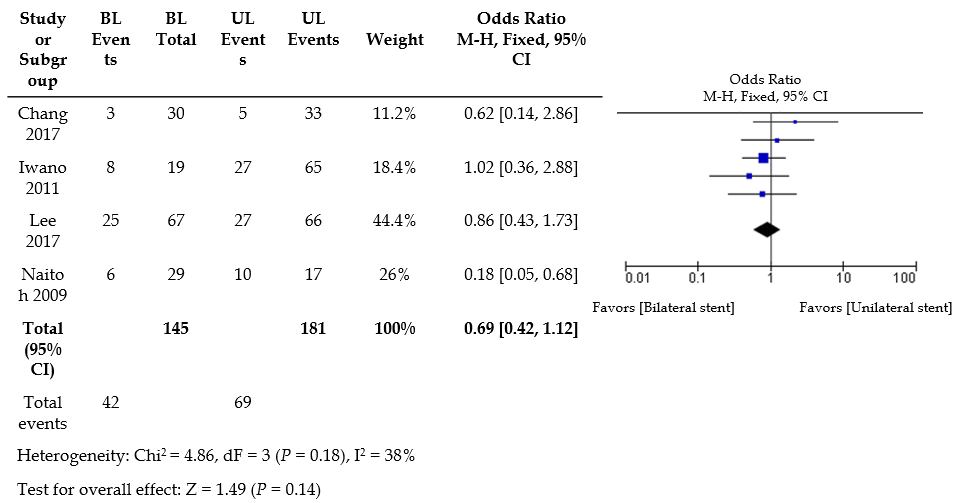 Study or Subgroup BL Events BL Total UL Events UL Events Weight Odds Ratio M-H, Fixed, 95% CI
Odds Ratio
M-H, Fixed, 95% CI
Chang 2017 3 30 5 33 11.2% 0.62 [0.14, 2.86]
Iwano 2011 8 19 27 65 18.4% 1.02 [0.36, 2.88]
Lee 2017 25 67 27 66 44.4% 0.86 [0.43, 1.73]
Naitoh 2009 6 29 10 17 26% 0.18 [0.05, 0.68]
Total (95% CI) 145 181 100% 0.69 [0.42, 1.12]
Total events 42 69
0.01 0.1 1 10 100
Favors [Bilateral stent] Favors [Unilateral stent]
Heterogeneity: Chi² = 4.86, dF = 3 (P = 0.18), I² = 38%
Test for overall effect: Z = 1.49 (P = 0.14)